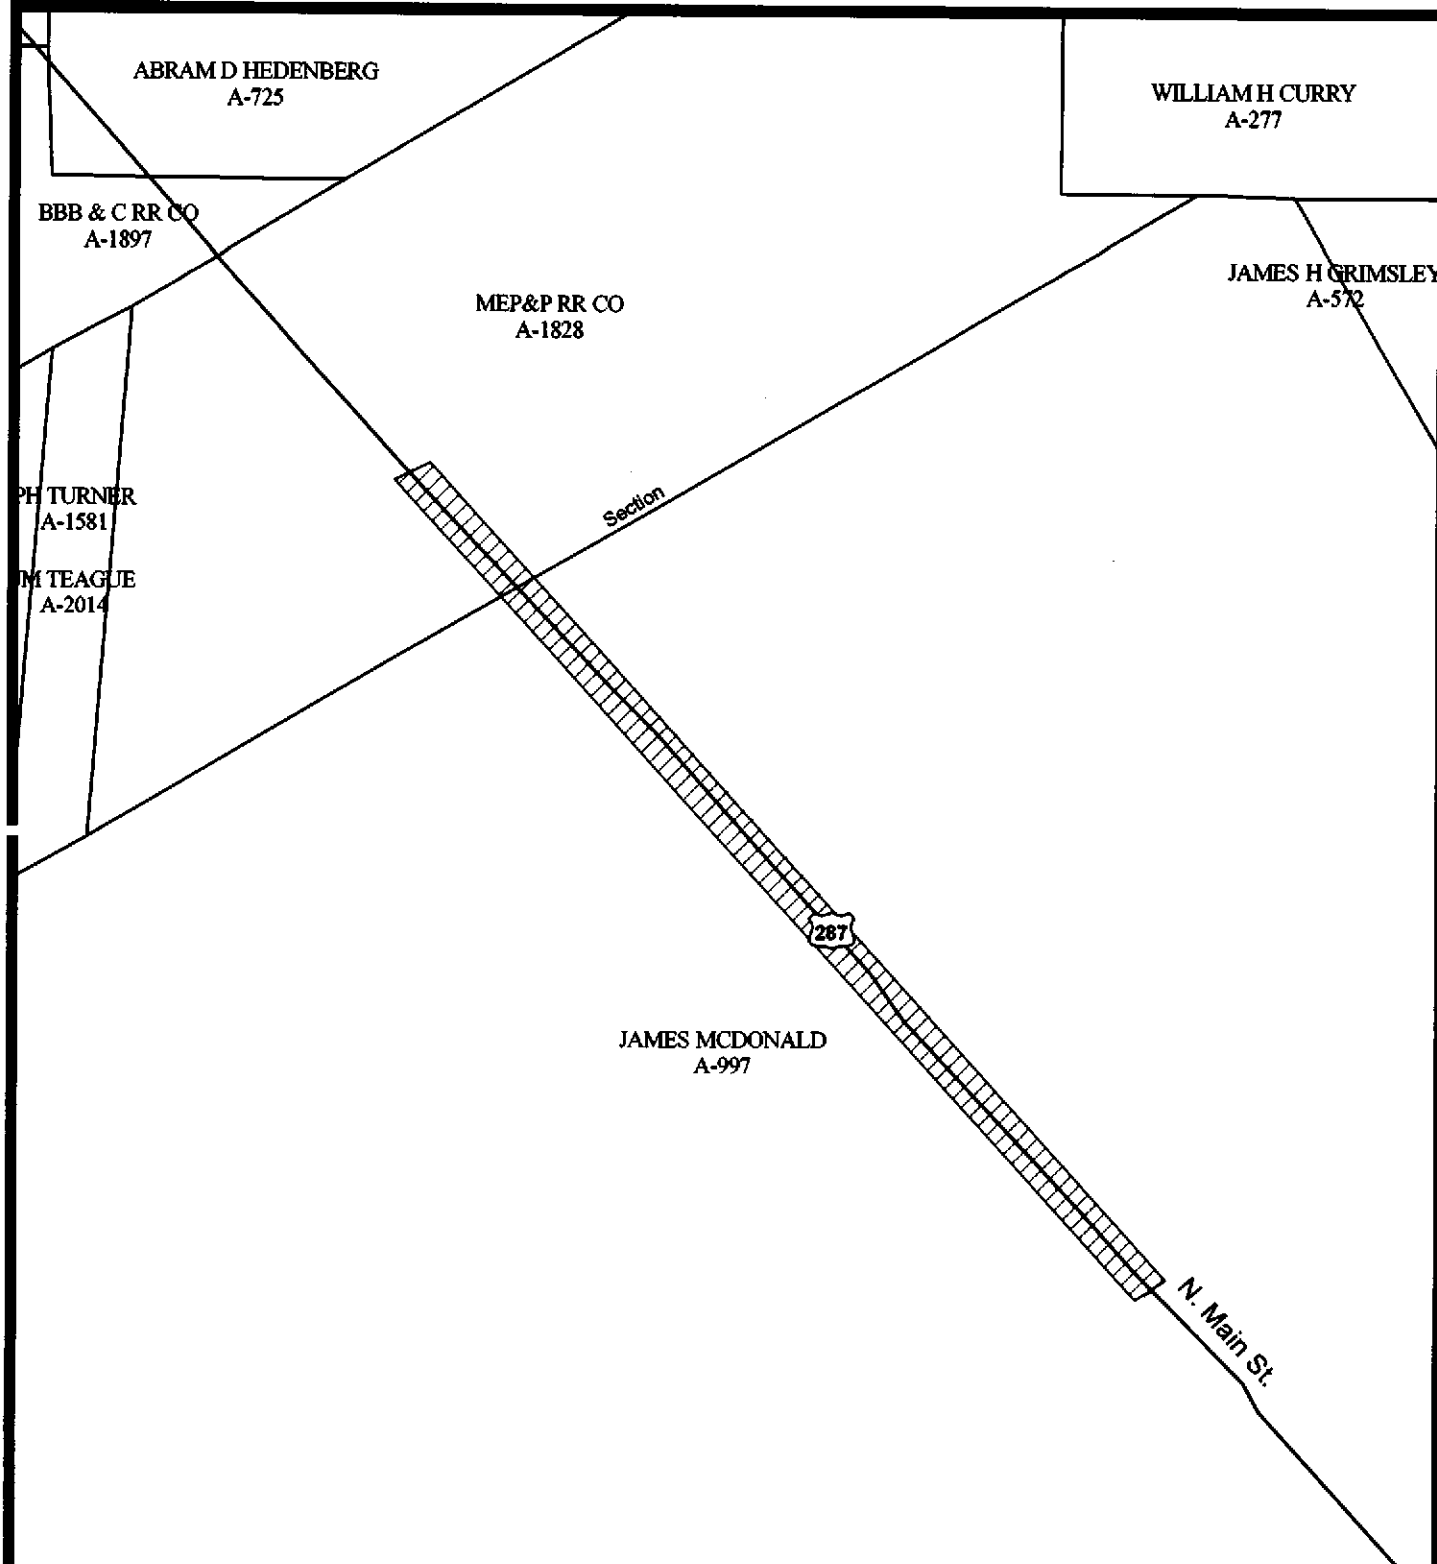 ABRAM D HEDENBERG
A-725
WILLIAM H CURRY
A-277
BBB & C RR CO
A-1897
JAMES H GRIMSLEY
A-572
MEP&P RR CO
A-1828
PH TURNER
A-1581
Section
M TEAGUE
A-2014
287
JAMES MCDONALD
A-997
N. Main St.